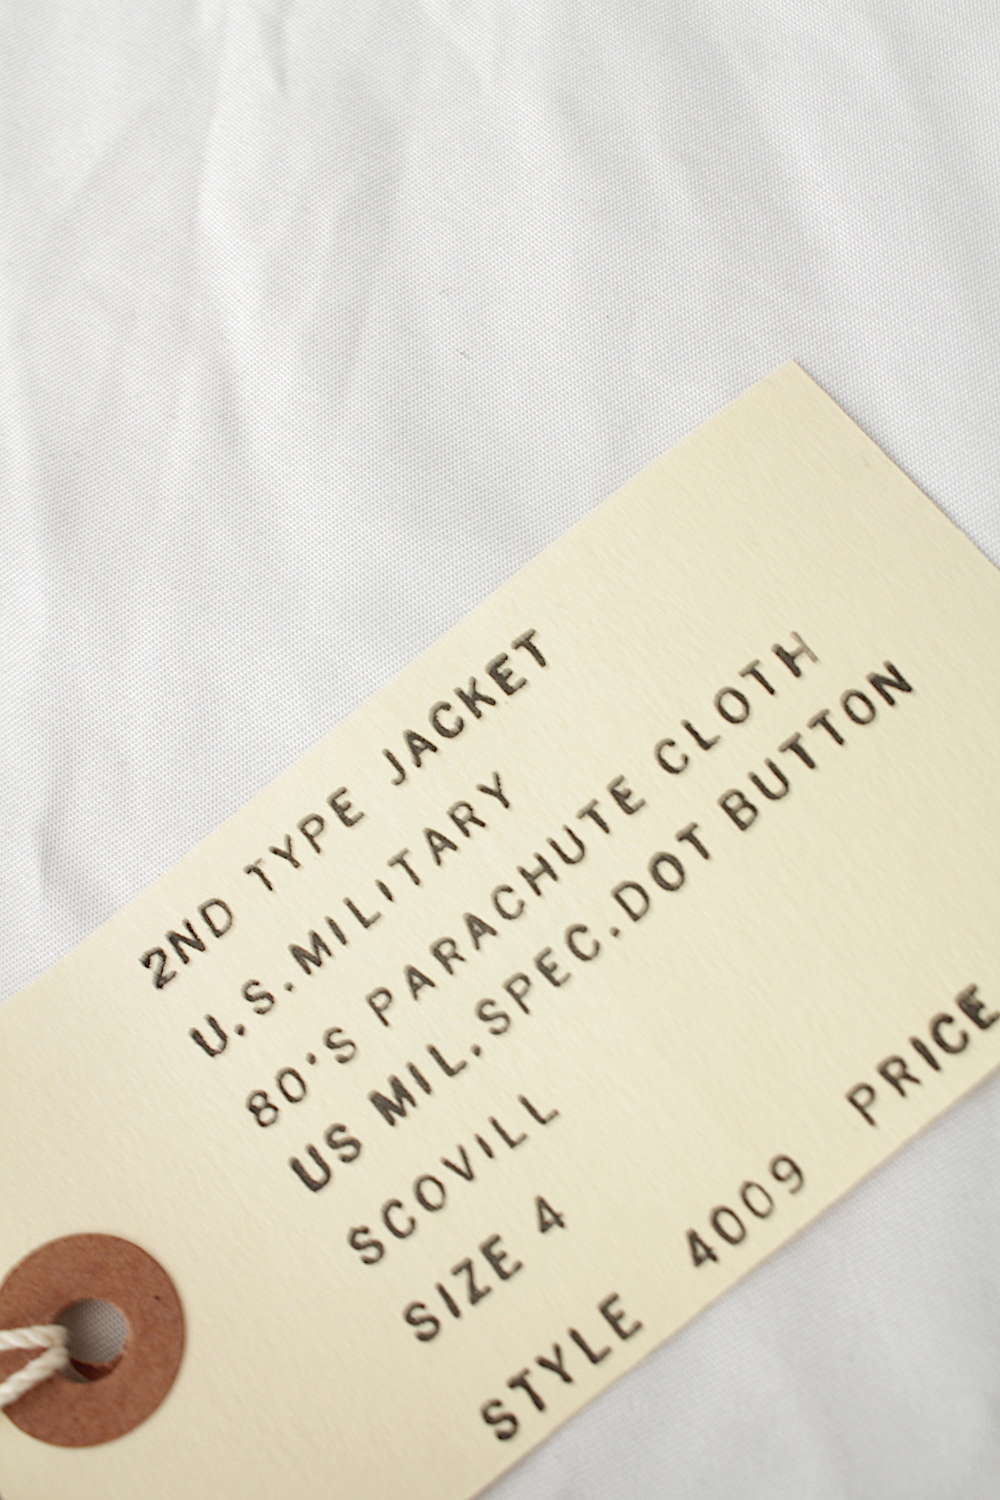 2ND TYPE JACKET
U.S.MILITARY
80'S PARACHUTE CLOTH
US MIL.SPEC.DOT BUTTON
SCOVILL
SIZE 4
STYLE 4009 PRICE